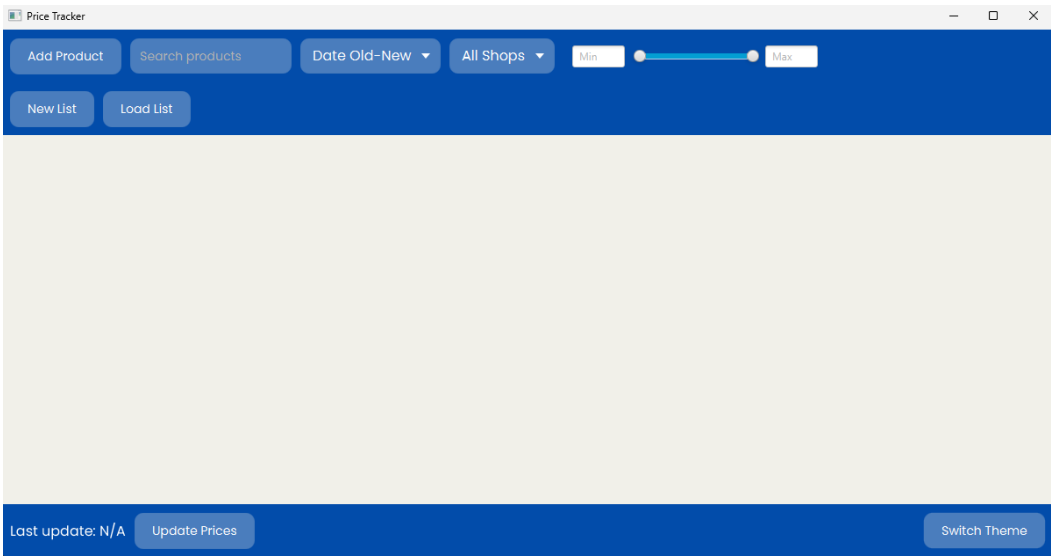 Price Tracker
Add Product Search products Date Old-New All Shops Min Max
New List Load List
Last update: N/A Update Prices Switch Theme